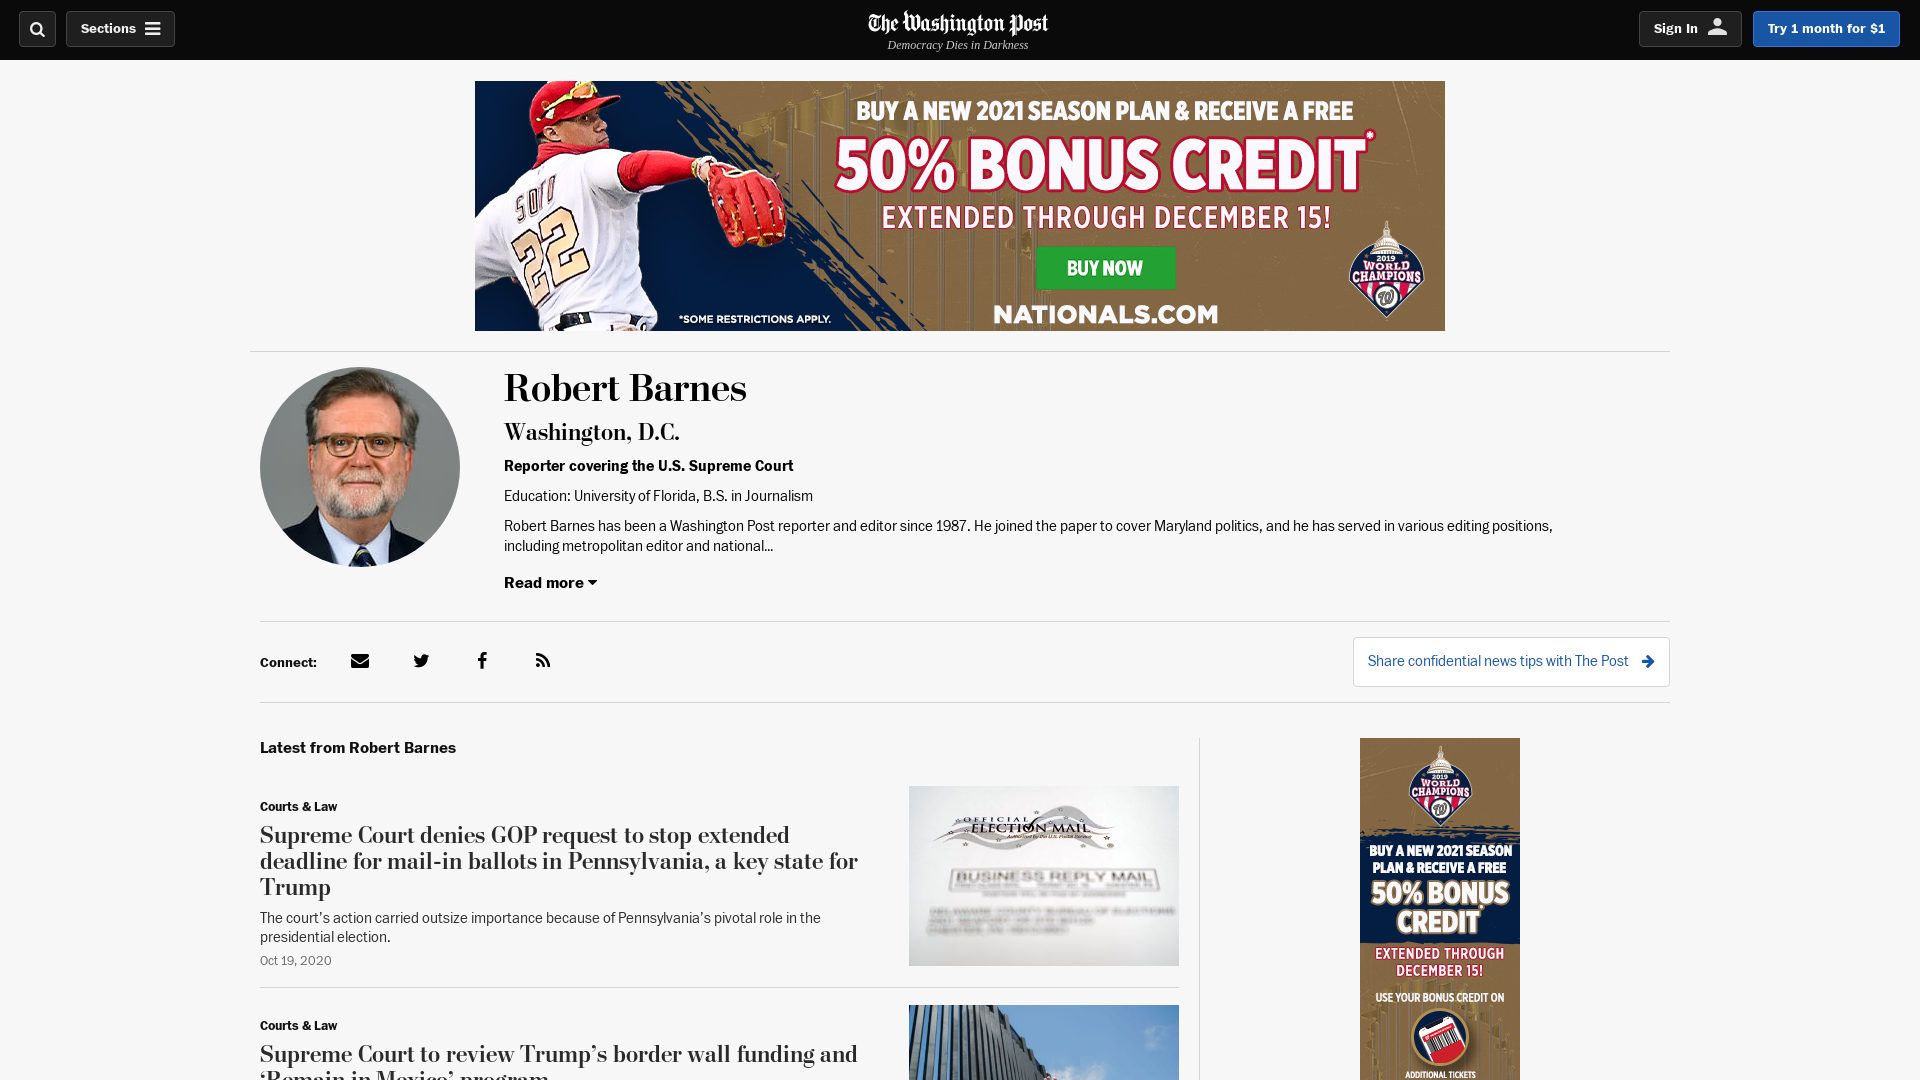 Sections
The Washington Post
Democracy Dies in Darkness
Sign In
Try 1 month for $1
BUY A NEW 2021 SEASON PLAN & RECEIVE A FREE
50% BONUS CREDIT*
EXTENDED THROUGH DECEMBER 15!
BUY NOW
NATIONALS.COM
*SOME RESTRICTIONS APPLY.
SOTO
22
2019
WORLD
CHAMPIONS
W
Robert Barnes
Washington, D.C.
Reporter covering the U.S. Supreme Court
Education: University of Florida, B.S. in Journalism
Robert Barnes has been a Washington Post reporter and editor since 1987. He joined the paper to cover Maryland politics, and he has served in various editing positions,
including metropolitan editor and national...
Read more
Connect:
Share confidential news tips with The Post
Latest from Robert Barnes
Courts & Law
Supreme Court denies GOP request to stop extended
deadline for mail-in ballots in Pennsylvania, a key state for
Trump
The court's action carried outsize importance because of Pennsylvania's pivotal role in the
presidential election.
Oct 19, 2020
OFFICIAL
ELECTION MAIL
Authorized by the U.S. Postal Service
BUSINESS REPLY MAIL
Courts & Law
Supreme Court to review Trump’s border wall funding and
‘Remain in Mexico’ program
2019
WORLD
CHAMPIONS
W
BUY A NEW 2021 SEASON
PLAN & RECEIVE A FREE
50% BONUS
CREDIT*
EXTENDED THROUGH
DECEMBER 15!
USE YOUR BONUS CREDIT ON
ADDITIONAL TICKETS